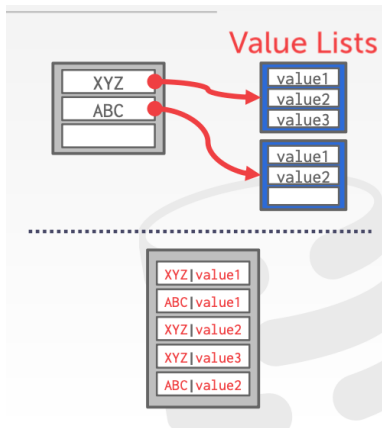 Value Lists
XYZ
ABC
value1
value2
value3
value1
value2
XYZ|value1
ABC|value1
XYZ|value2
XYZ|value3
ABC|value2